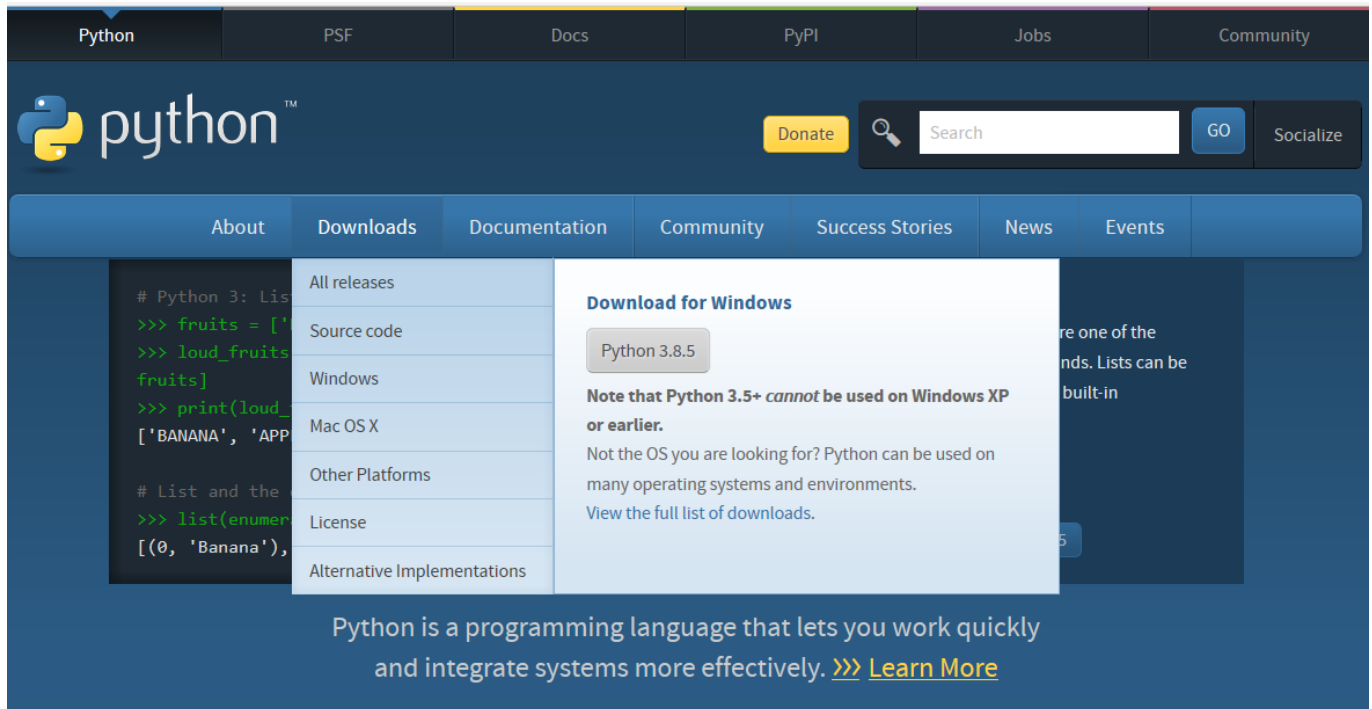 Python PSF Docs PyPI Jobs Community
python™
Donate Search GO Socialize
About Downloads Documentation Community Success Stories News Events
# Python 3: Lis
>>> fruits = ['
>>> loud_fruits
fruits]
>>> print(loud_
['BANANA', 'APP
# List and the
>>> list(enumer
[(0, 'Banana'),
All releases
Source code
Windows
Mac OS X
Other Platforms
License
Alternative Implementations
Download for Windows
Python 3.8.5
Note that Python 3.5+ cannot be used on Windows XP
or earlier.
Not the OS you are looking for? Python can be used on
many operating systems and environments.
View the full list of downloads.
re one of the
nds. Lists can be
built-in
5
Python is a programming language that lets you work quickly
and integrate systems more effectively. >>> Learn More